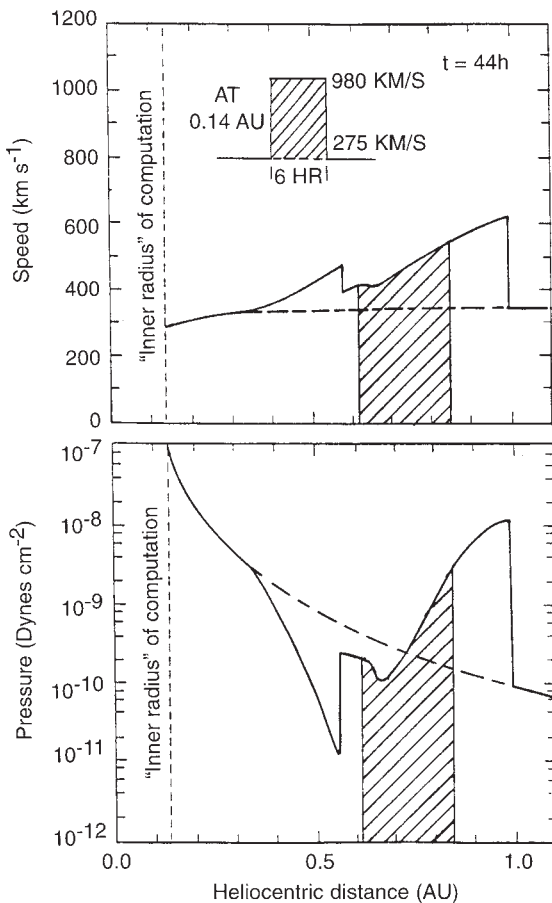 1200
1000
800
600
400
200
0
Speed (km s-1)
"Inner radius" of computation
t = 44h
AT
0.14 AU
980 KM/S
275 KM/S
6 HR
10-7
10-8
10-9
10-10
10-11
10-12
Pressure (Dynes cm-2)
"Inner radius" of computation
0.0
0.5
1.0
Heliocentric distance (AU)